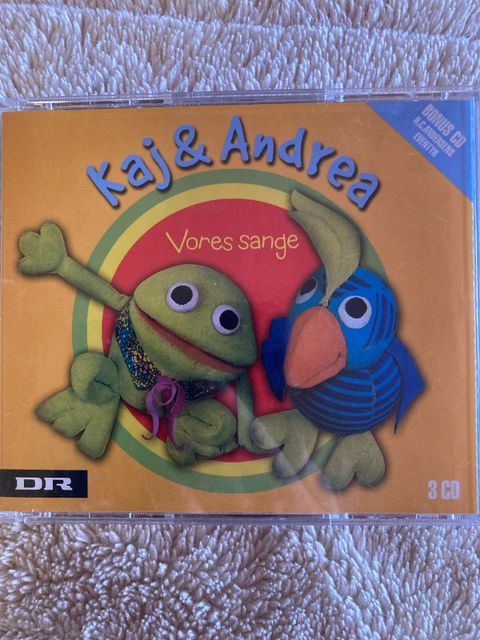 Kaj & Andrea
BONUS CD
H.C. ANDERSENS
EVENTYR
Vores sange
DR
3 CD